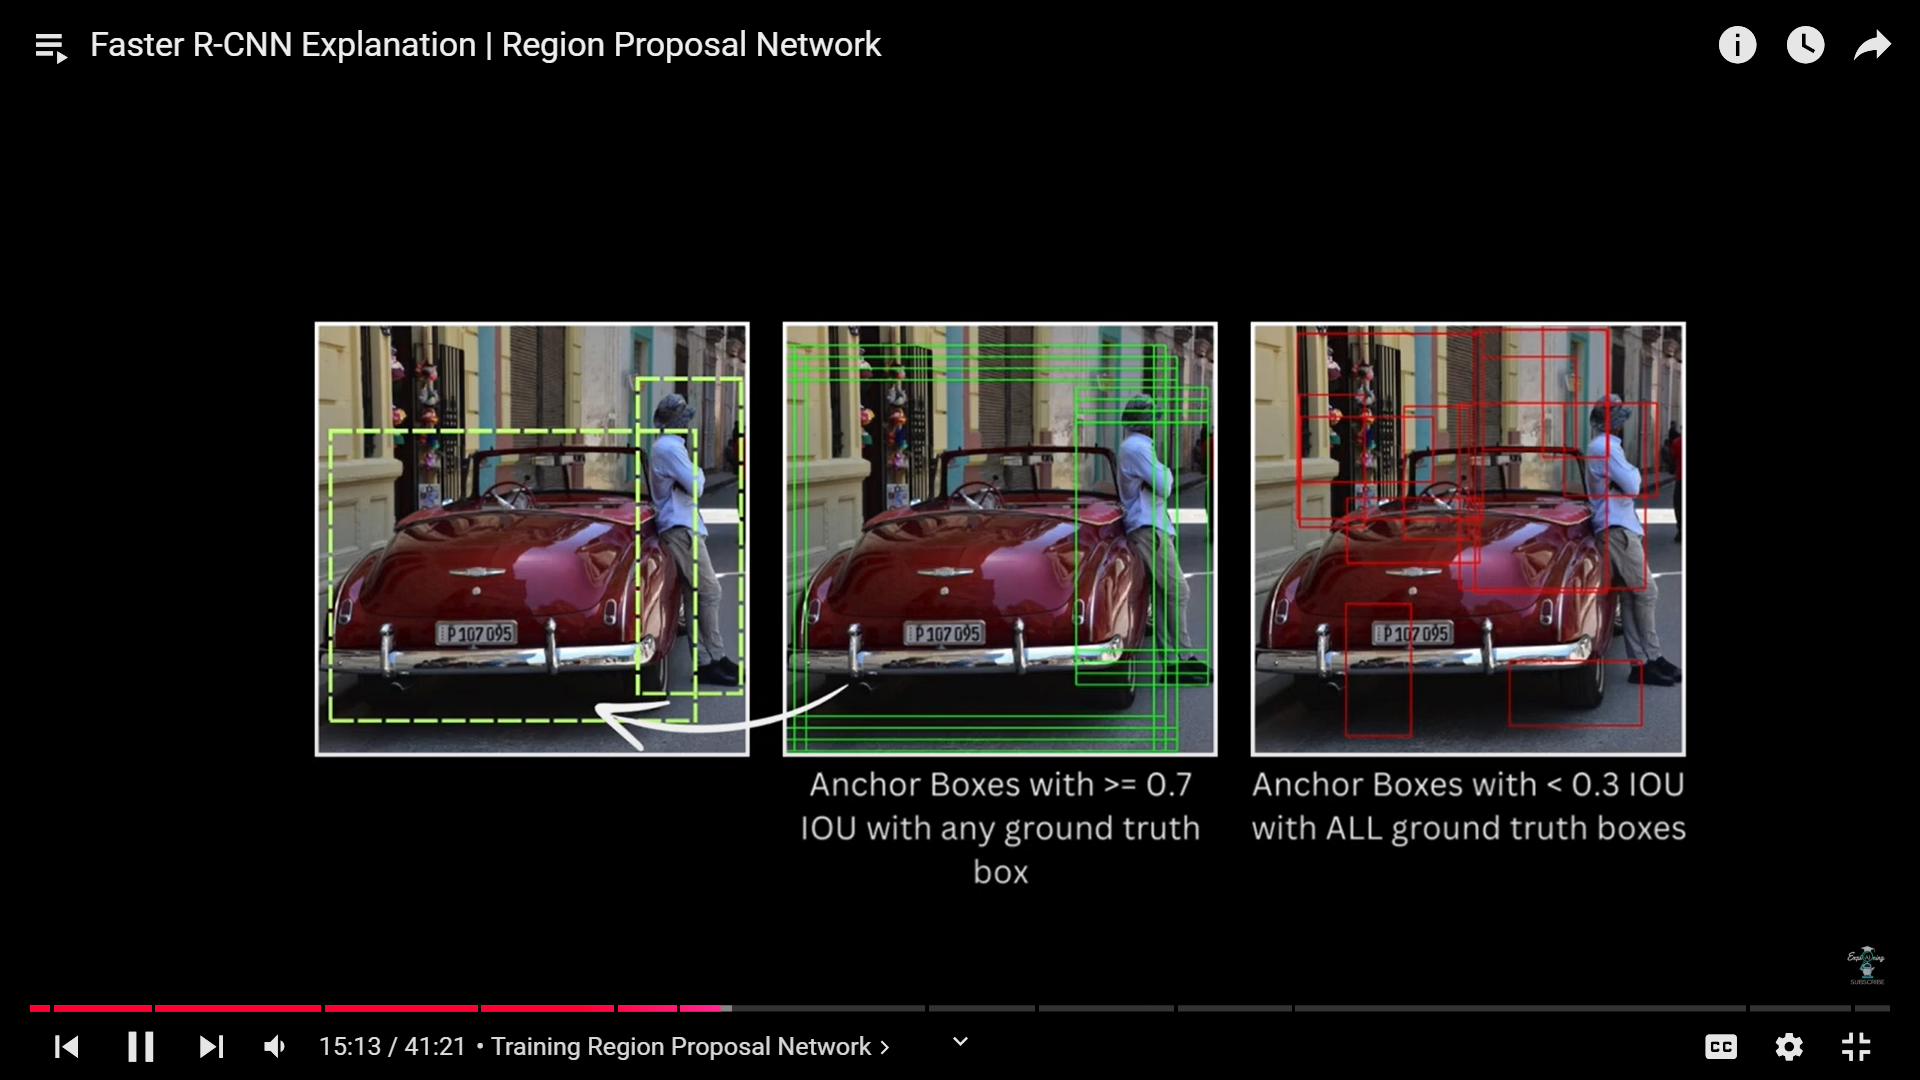 Faster R-CNN Explanation | Region Proposal Network
P 107 095
P 107 095
P 107 095
Anchor Boxes with >= 0.7
IOU with any ground truth
box
Anchor Boxes with < 0.3 IOU
with ALL ground truth boxes
SUBSCRIBE
15:13 / 41:21 • Training Region Proposal Network >
CC